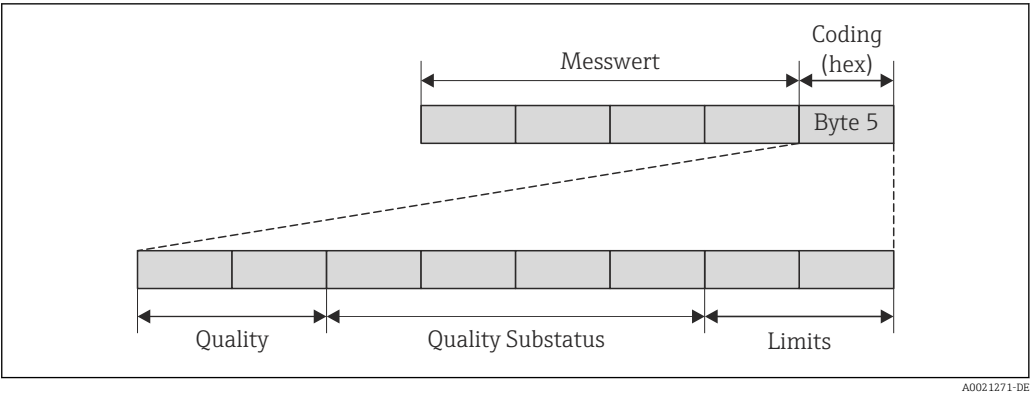 Coding
Messwert
(hex)
Byte 5
Quality
Quality Substatus
Limits
A0021271-DE